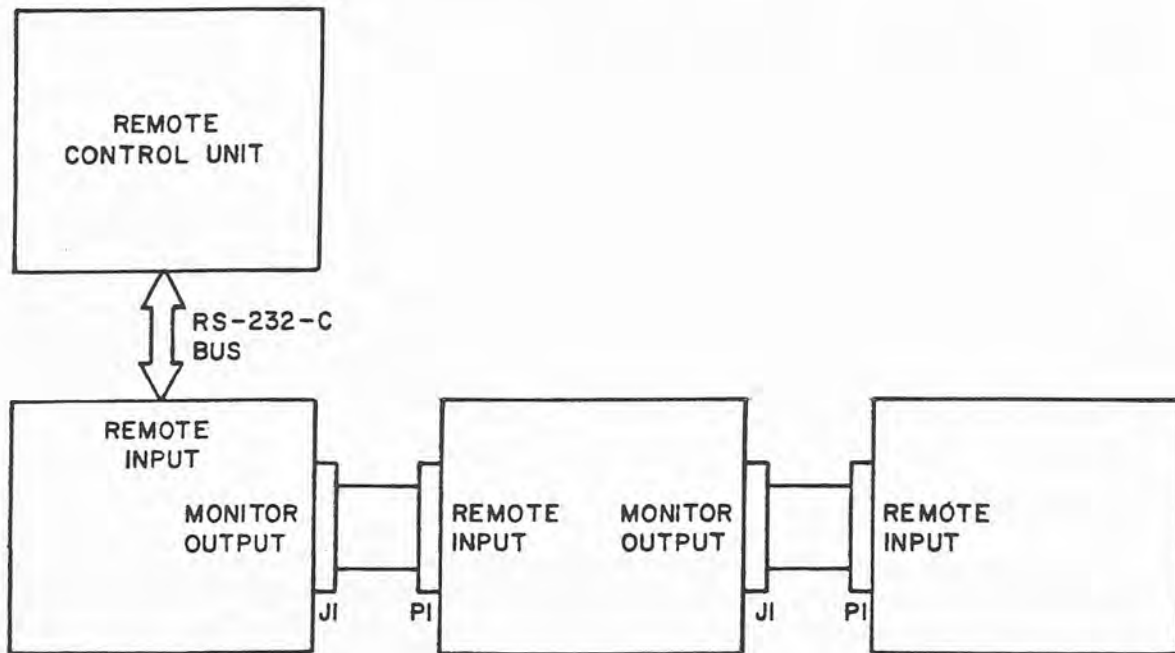 REMOTE
CONTROL UNIT
RS-232-C
BUS
REMOTE
INPUT
MONITOR
OUTPUT
J1
P1
REMOTE
INPUT
MONITOR
OUTPUT
J1
P1
REMOTE
INPUT